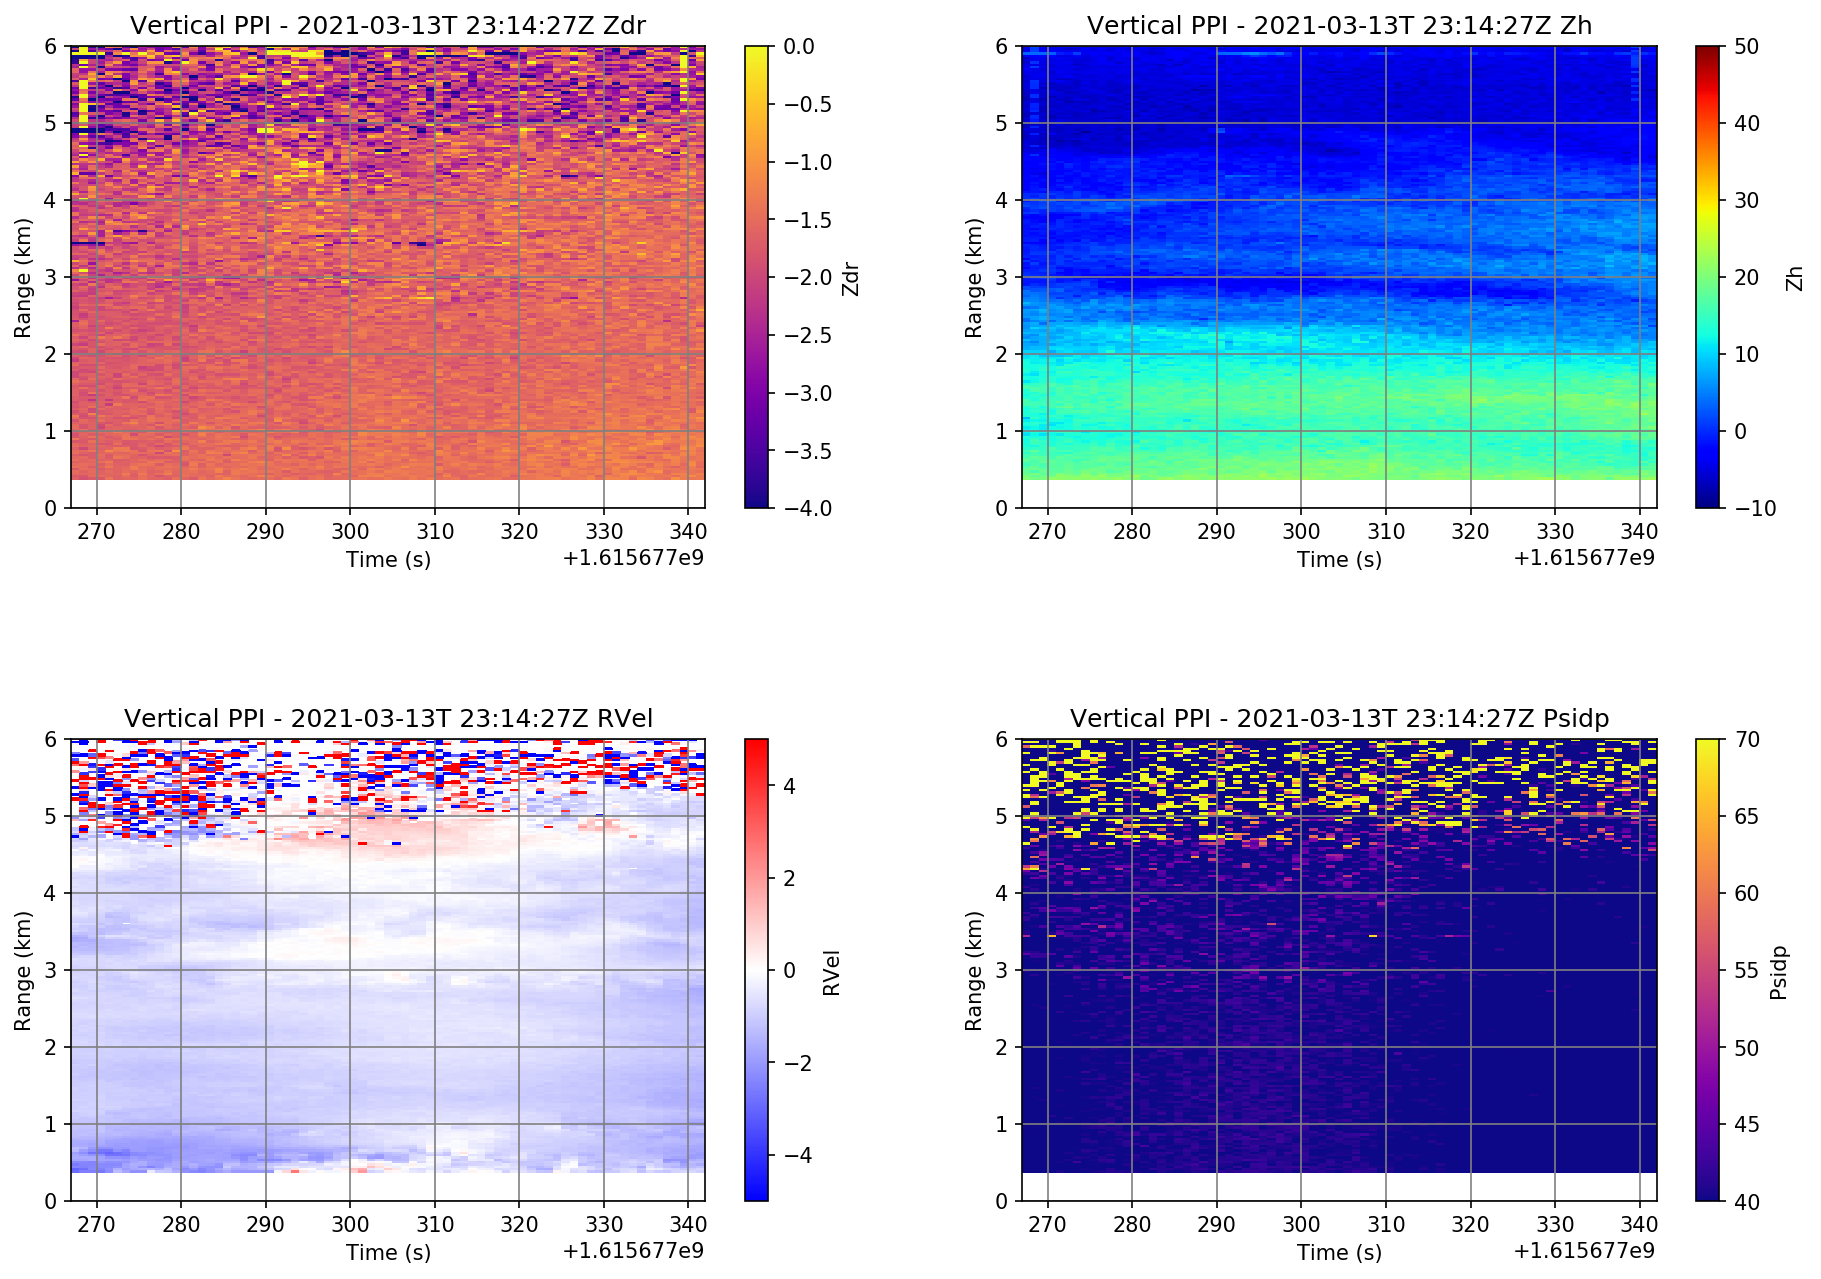 Vertical PPI - 2021-03-13T 23:14:27Z Zdr
6
5
4
3
2
1
0
Range (km)
270 280 290 300 310 320 330 340
Time (s)
+1.615677e9
0.0
−0.5
−1.0
−1.5
−2.0
−2.5
−3.0
−3.5
−4.0
Zdr
Vertical PPI - 2021-03-13T 23:14:27Z Zh
6
5
4
3
2
1
0
Range (km)
270 280 290 300 310 320 330 340
Time (s)
+1.615677e9
50
40
30
20
10
0
−10
Zh
Vertical PPI - 2021-03-13T 23:14:27Z RVel
6
5
4
3
2
1
0
Range (km)
270 280 290 300 310 320 330 340
Time (s)
+1.615677e9
4
2
0
−2
−4
RVel
Vertical PPI - 2021-03-13T 23:14:27Z Psidp
6
5
4
3
2
1
0
Range (km)
270 280 290 300 310 320 330 340
Time (s)
+1.615677e9
70
65
60
55
50
45
40
Psidp